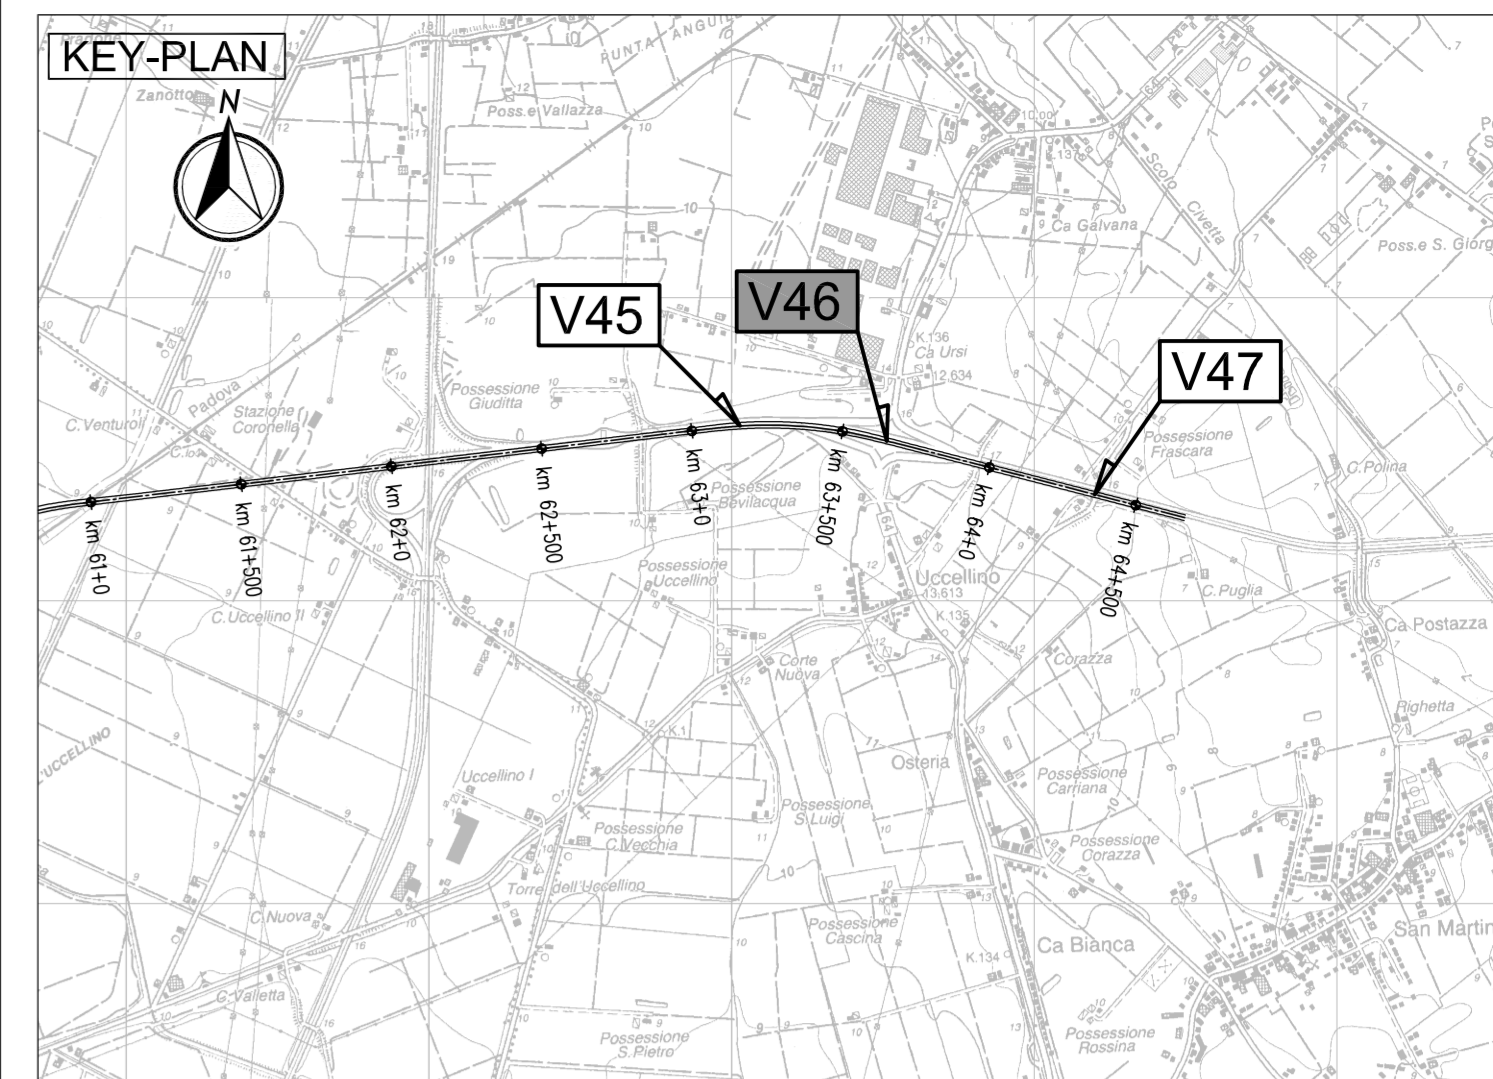 KEY-PLAN
N
Pradone
Zanotto
PUNTA ANGUIL
Poss.e Vallazza
Scolo Civetta
Ca Galvana
Poss.e S. Giorg
V45
V46
V47
K.136
Ca Ursi
12.634
Padova
Stazione
Coronella
C.Venturoli
Possessione
Giuditta
Possessione
Frascara
C.Polina
Possessione
Bevilacqua
km 61+0
km 61+500
km 62+0
km 62+500
km 63+0
km 63+500
km 64+0
km 64+500
64
Possessione
Uccellino
Uccellino
13.613
C.Uccellino II
C.Puglia
K.135
Ca Postazza
Corte
Nuova
Corazza
K.1
Righetta
UCCELLINO
Osteria
Uccellino I
Possessione
Carriana
Possessione
S.Luigi
Possessione
C.Vecchia
Possessione
Corazza
Torre dell'Uccellino
C.Nuova
Possessione
Cascina
Ca Bianca
San Martin
K.134
C.Valletta
Possessione
S.Pietro
Possessione
Rossina